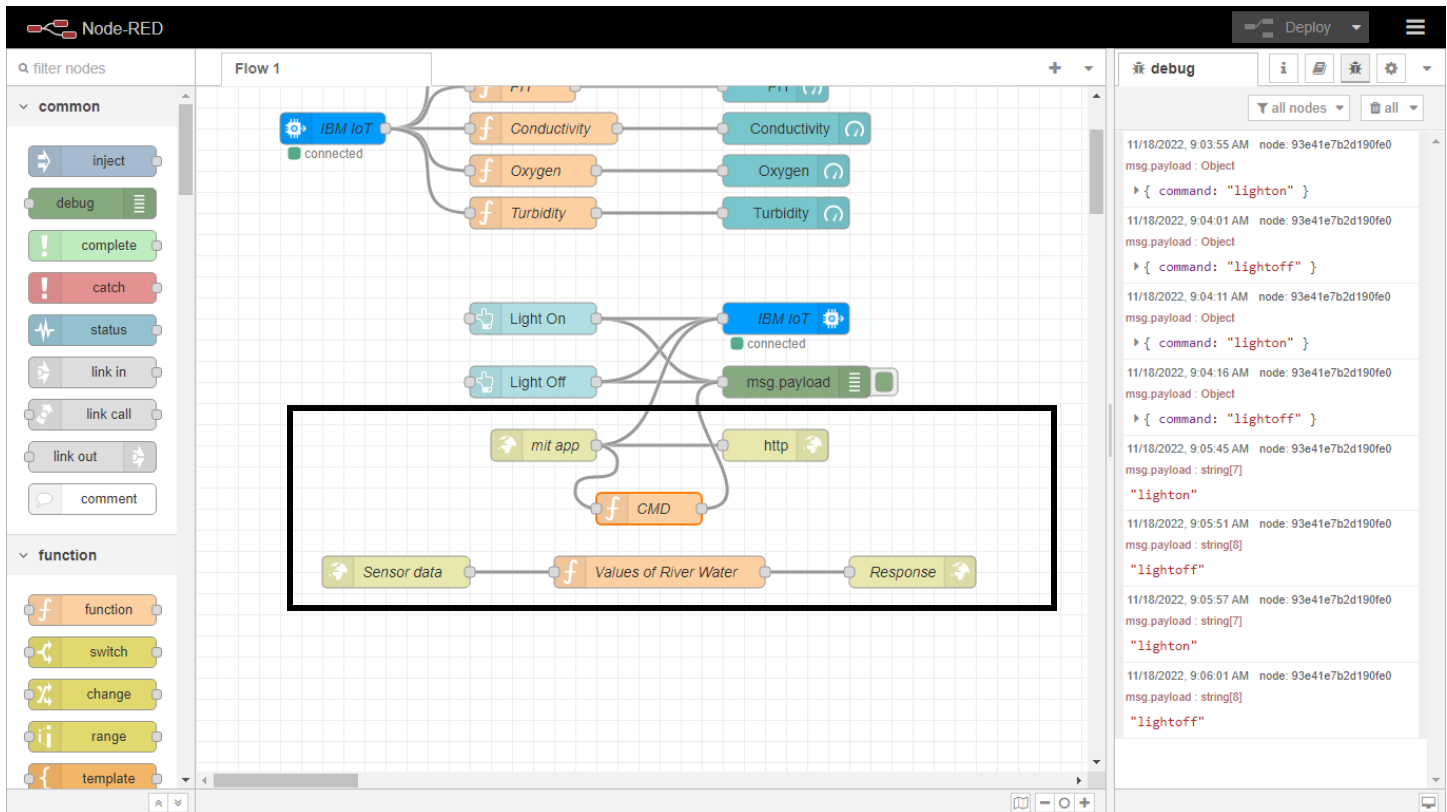 Node-RED
Deploy
filter nodes
common
inject
debug
complete
catch
status
link in
link call
link out
comment
function
function
switch
change
range
template
Flow 1
PH PH
IBM IoT
connected
Conductivity Conductivity
Oxygen Oxygen
Turbidity Turbidity
Light On IBM IoT
connected
Light Off msg.payload
mit app http
CMD
Sensor data Values of River Water Response
debug
i
all nodes all
11/18/2022, 9:03:55 AM node: 93e41e7b2d190fe0
msg.payload : Object
{ command: "lighton" }
11/18/2022, 9:04:01 AM node: 93e41e7b2d190fe0
msg.payload : Object
{ command: "lightoff" }
11/18/2022, 9:04:11 AM node: 93e41e7b2d190fe0
msg.payload : Object
{ command: "lighton" }
11/18/2022, 9:04:16 AM node: 93e41e7b2d190fe0
msg.payload : Object
{ command: "lightoff" }
11/18/2022, 9:05:45 AM node: 93e41e7b2d190fe0
msg.payload : string[7]
"lighton"
11/18/2022, 9:05:51 AM node: 93e41e7b2d190fe0
msg.payload : string[8]
"lightoff"
11/18/2022, 9:05:57 AM node: 93e41e7b2d190fe0
msg.payload : string[7]
"lighton"
11/18/2022, 9:06:01 AM node: 93e41e7b2d190fe0
msg.payload : string[8]
"lightoff"